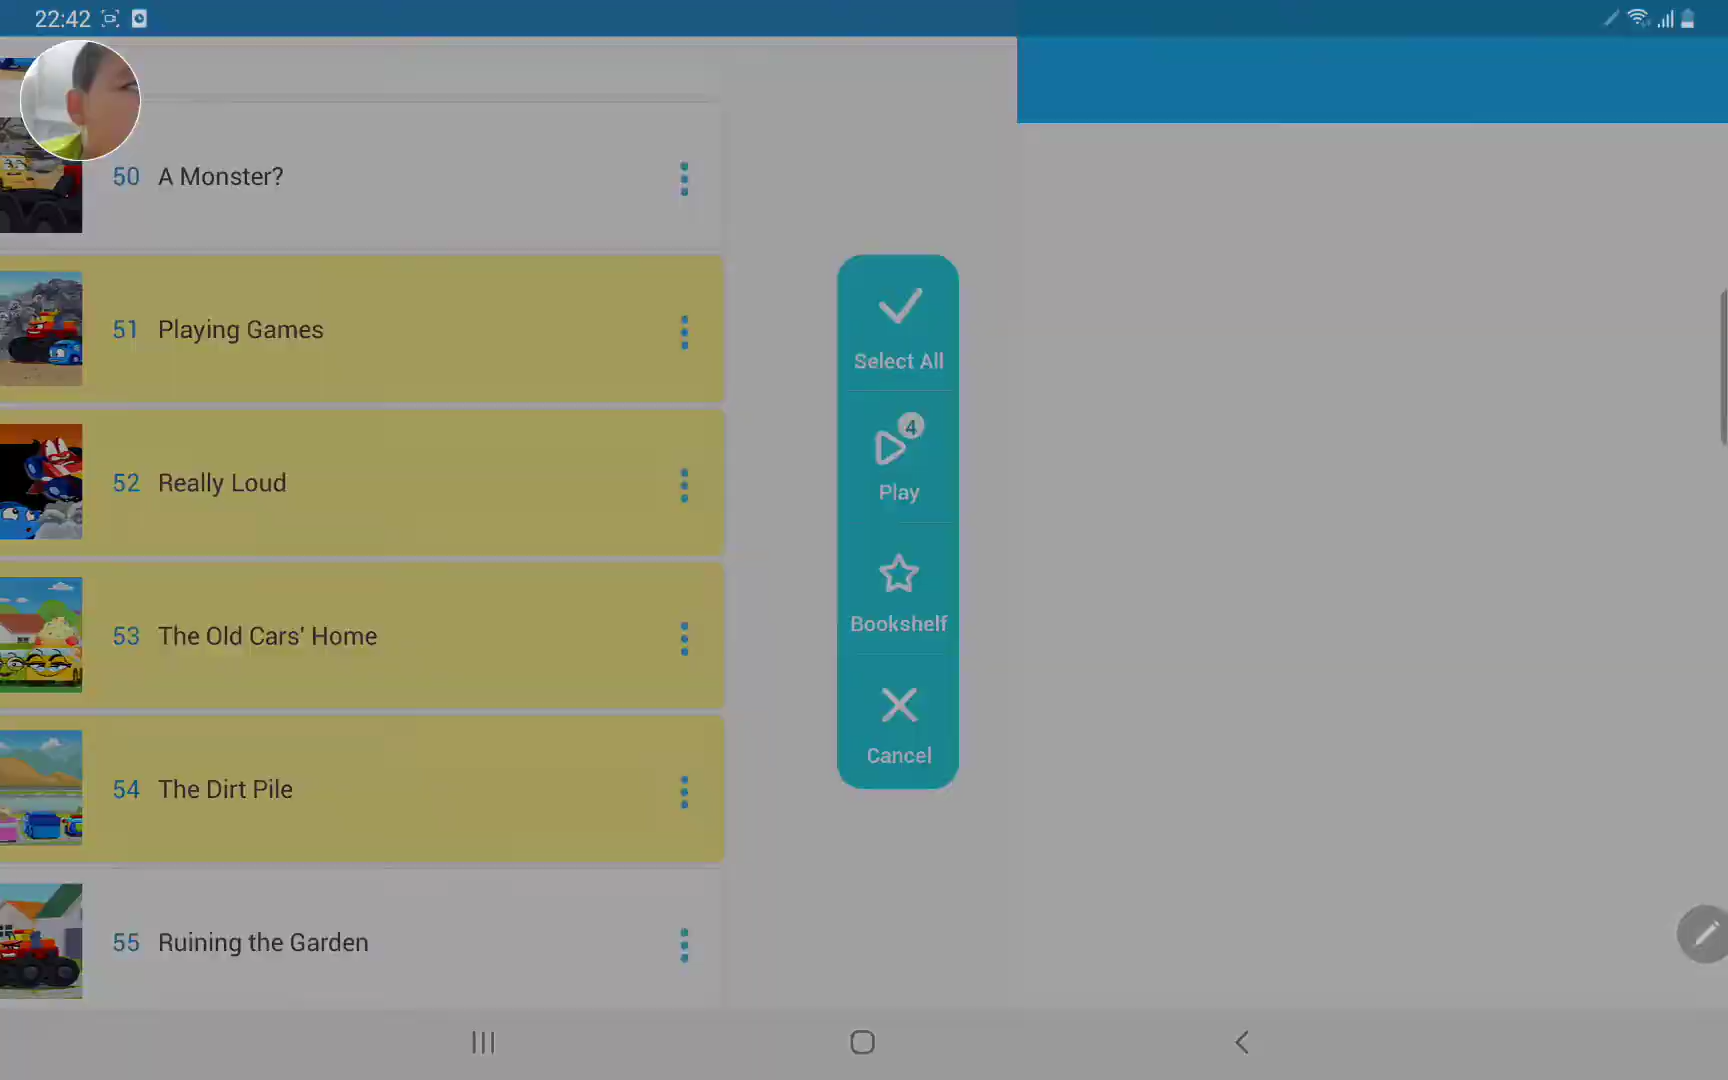 22:42
50 A Monster?
51 Playing Games
52 Really Loud
53 The Old Cars' Home
54 The Dirt Pile
55 Ruining the Garden
Select All
4
Play
Bookshelf
Cancel